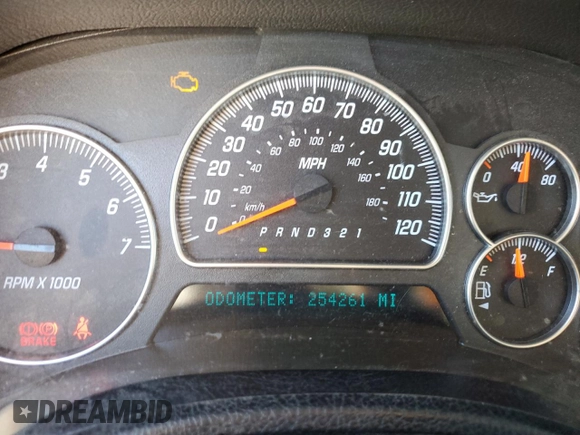 3 4 5 6 7
RPM X 1000
BRAKE
0 10 20 30 40 50 60 70 80 90 100 110 120
MPH
20 40 60 80 100 120 140 160 180
km/h
P R N D 3 2 1
ODOMETER: 254261 MI
0 40 80
E 1/2 F
DREAMBID